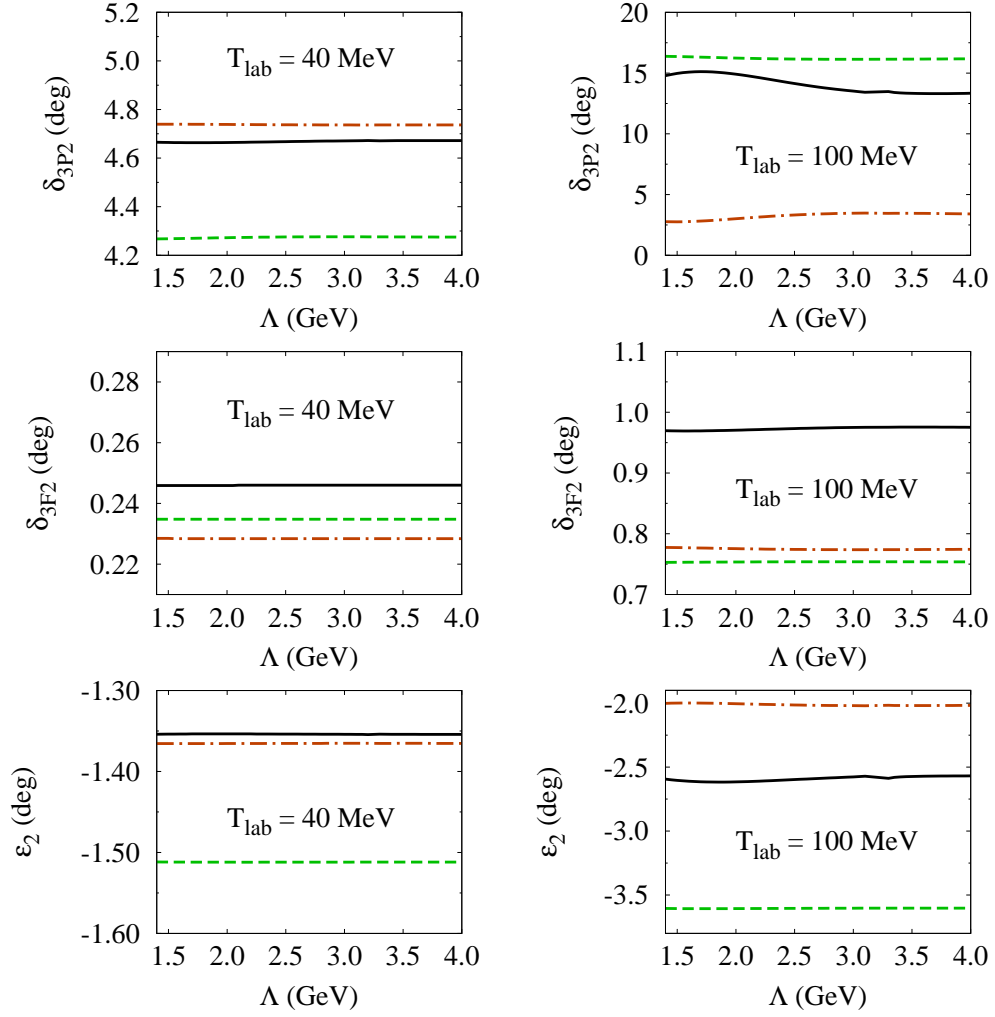 5.2
5.0
4.8
4.6
4.4
4.2
δ3P2 (deg)
Tlab = 40 MeV
1.5 2.0 2.5 3.0 3.5 4.0
Λ (GeV)
20
15
10
5
0
δ3P2 (deg)
Tlab = 100 MeV
1.5 2.0 2.5 3.0 3.5 4.0
Λ (GeV)
0.28
0.26
0.24
0.22
δ3F2 (deg)
Tlab = 40 MeV
1.5 2.0 2.5 3.0 3.5 4.0
Λ (GeV)
1.1
1.0
0.9
0.8
0.7
δ3F2 (deg)
Tlab = 100 MeV
1.5 2.0 2.5 3.0 3.5 4.0
Λ (GeV)
-1.30
-1.40
-1.50
-1.60
ε2 (deg)
Tlab = 40 MeV
1.5 2.0 2.5 3.0 3.5 4.0
Λ (GeV)
-2.0
-2.5
-3.0
-3.5
ε2 (deg)
Tlab = 100 MeV
1.5 2.0 2.5 3.0 3.5 4.0
Λ (GeV)